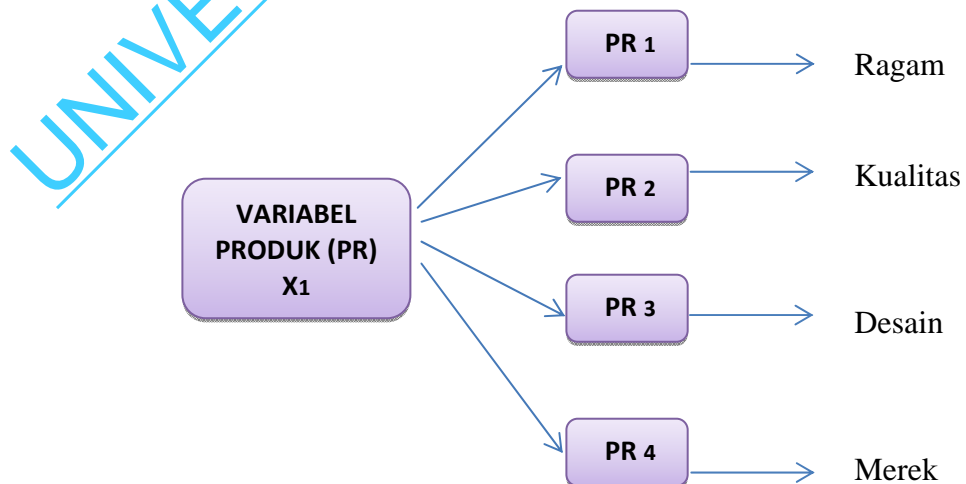 UNIVE
PR 1
Ragam
PR 2
Kualitas
VARIABEL
PRODUK (PR)
X1
PR 3
Desain
PR 4
Merek